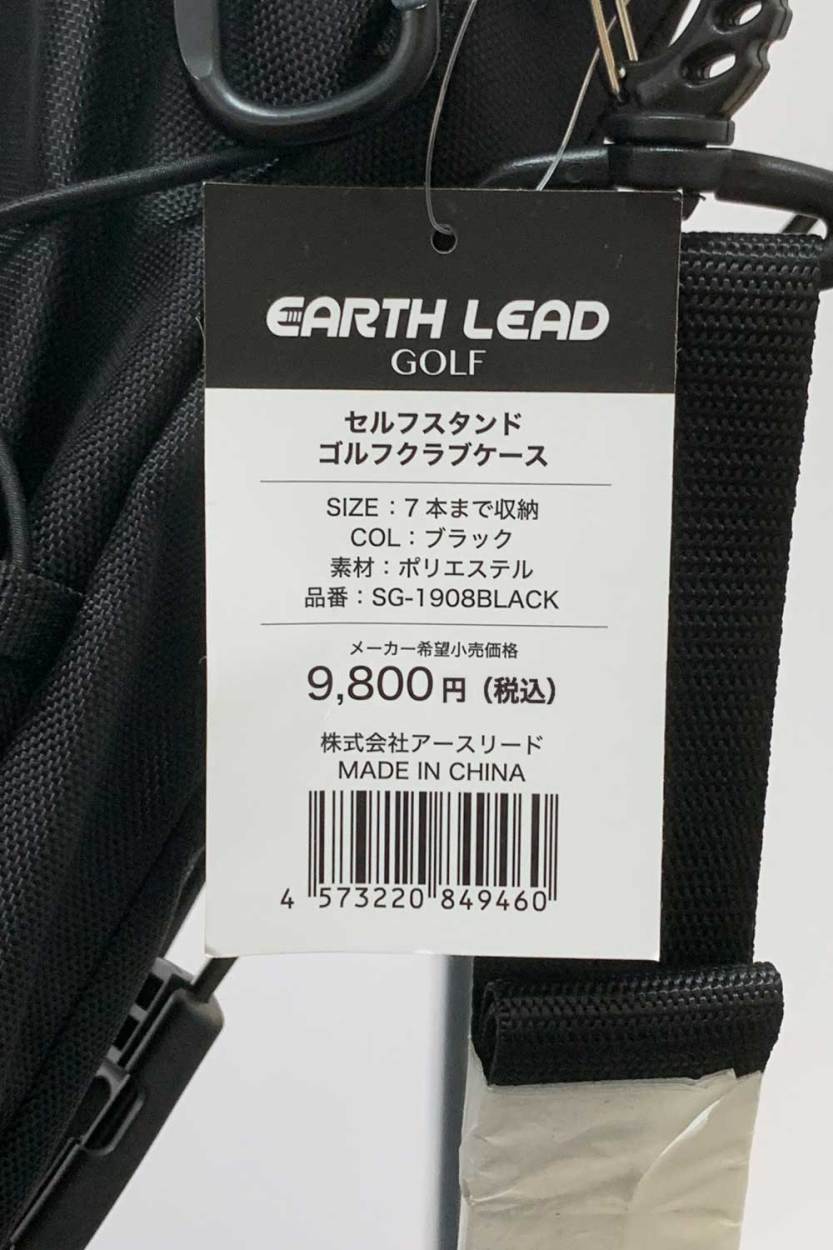 EARTH LEAD
GOLF
セルフスタンド
ゴルフクラブケース
SIZE：7本まで収納
COL：ブラック
素材：ポリエステル
品番：SG-1908BLACK
メーカー希望小売価格
9,800円（税込）
株式会社アースリード
MADE IN CHINA
4 573220 849460